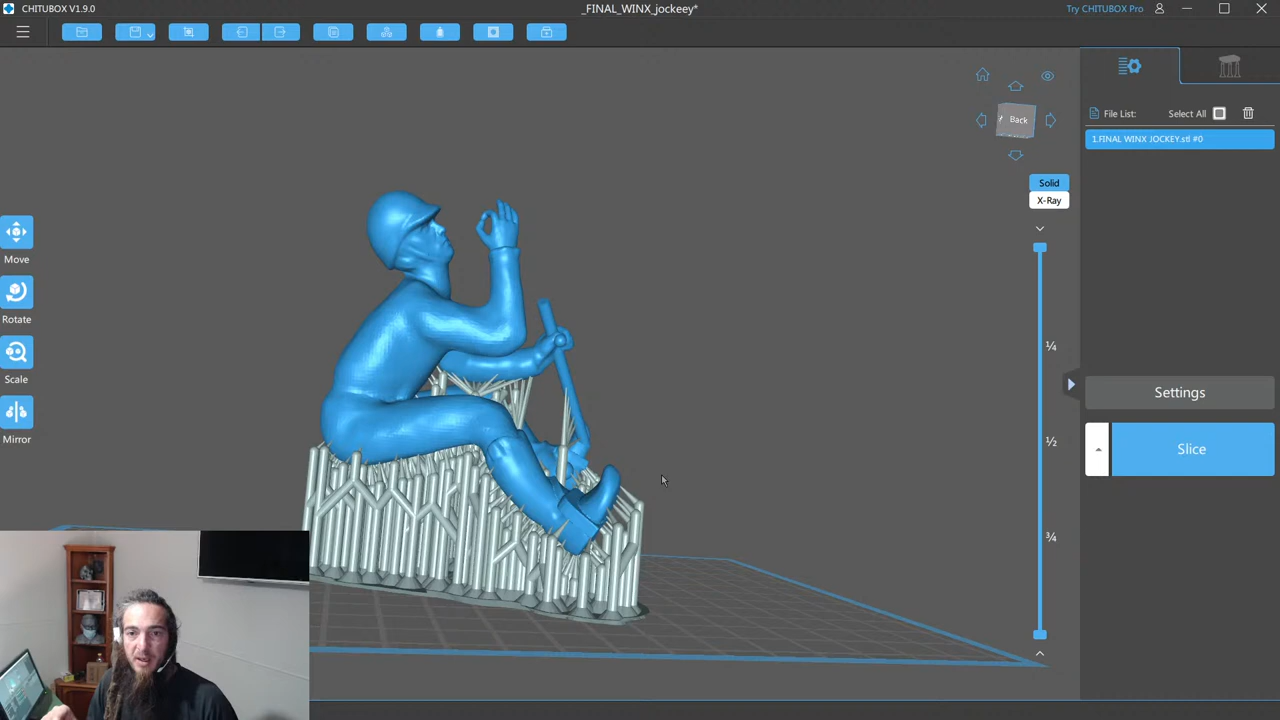 CHITUBOX V1.9.0
_FINAL_WINX_jockeey*
Try CHITUBOX Pro
Back
File List:
Select All
1.FINAL WINX JOCKEY.stl #0
Solid
X-Ray
Move
Rotate
Scale
Mirror
¼
½
¾
Settings
Slice